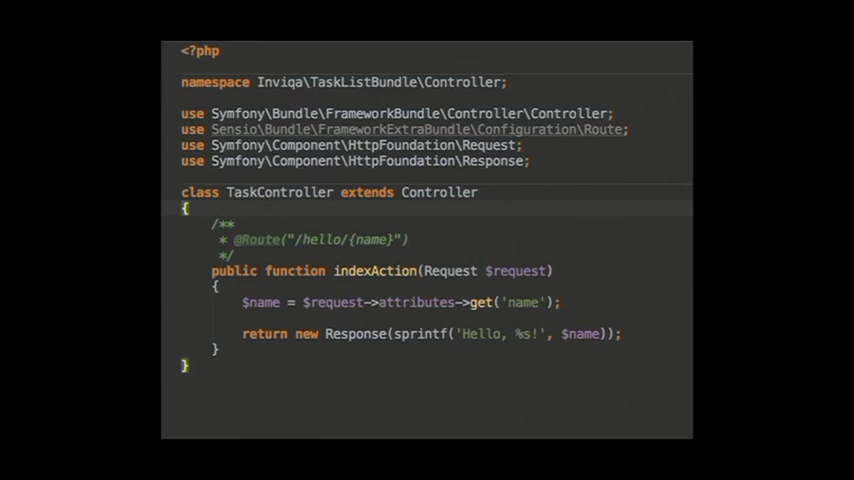 <?php
namespace Inviqa\TaskListBundle\Controller;
use Symfony\Bundle\FrameworkBundle\Controller\Controller;
use Sensio\Bundle\FrameworkExtraBundle\Configuration\Route;
use Symfony\Component\HttpFoundation\Request;
use Symfony\Component\HttpFoundation\Response;
class TaskController extends Controller
{
/**
* @Route("/hello/{name}")
*/
public function indexAction(Request $request)
{
$name = $request->attributes->get('name');
return new Response(sprintf('Hello, %s!', $name));
}
}